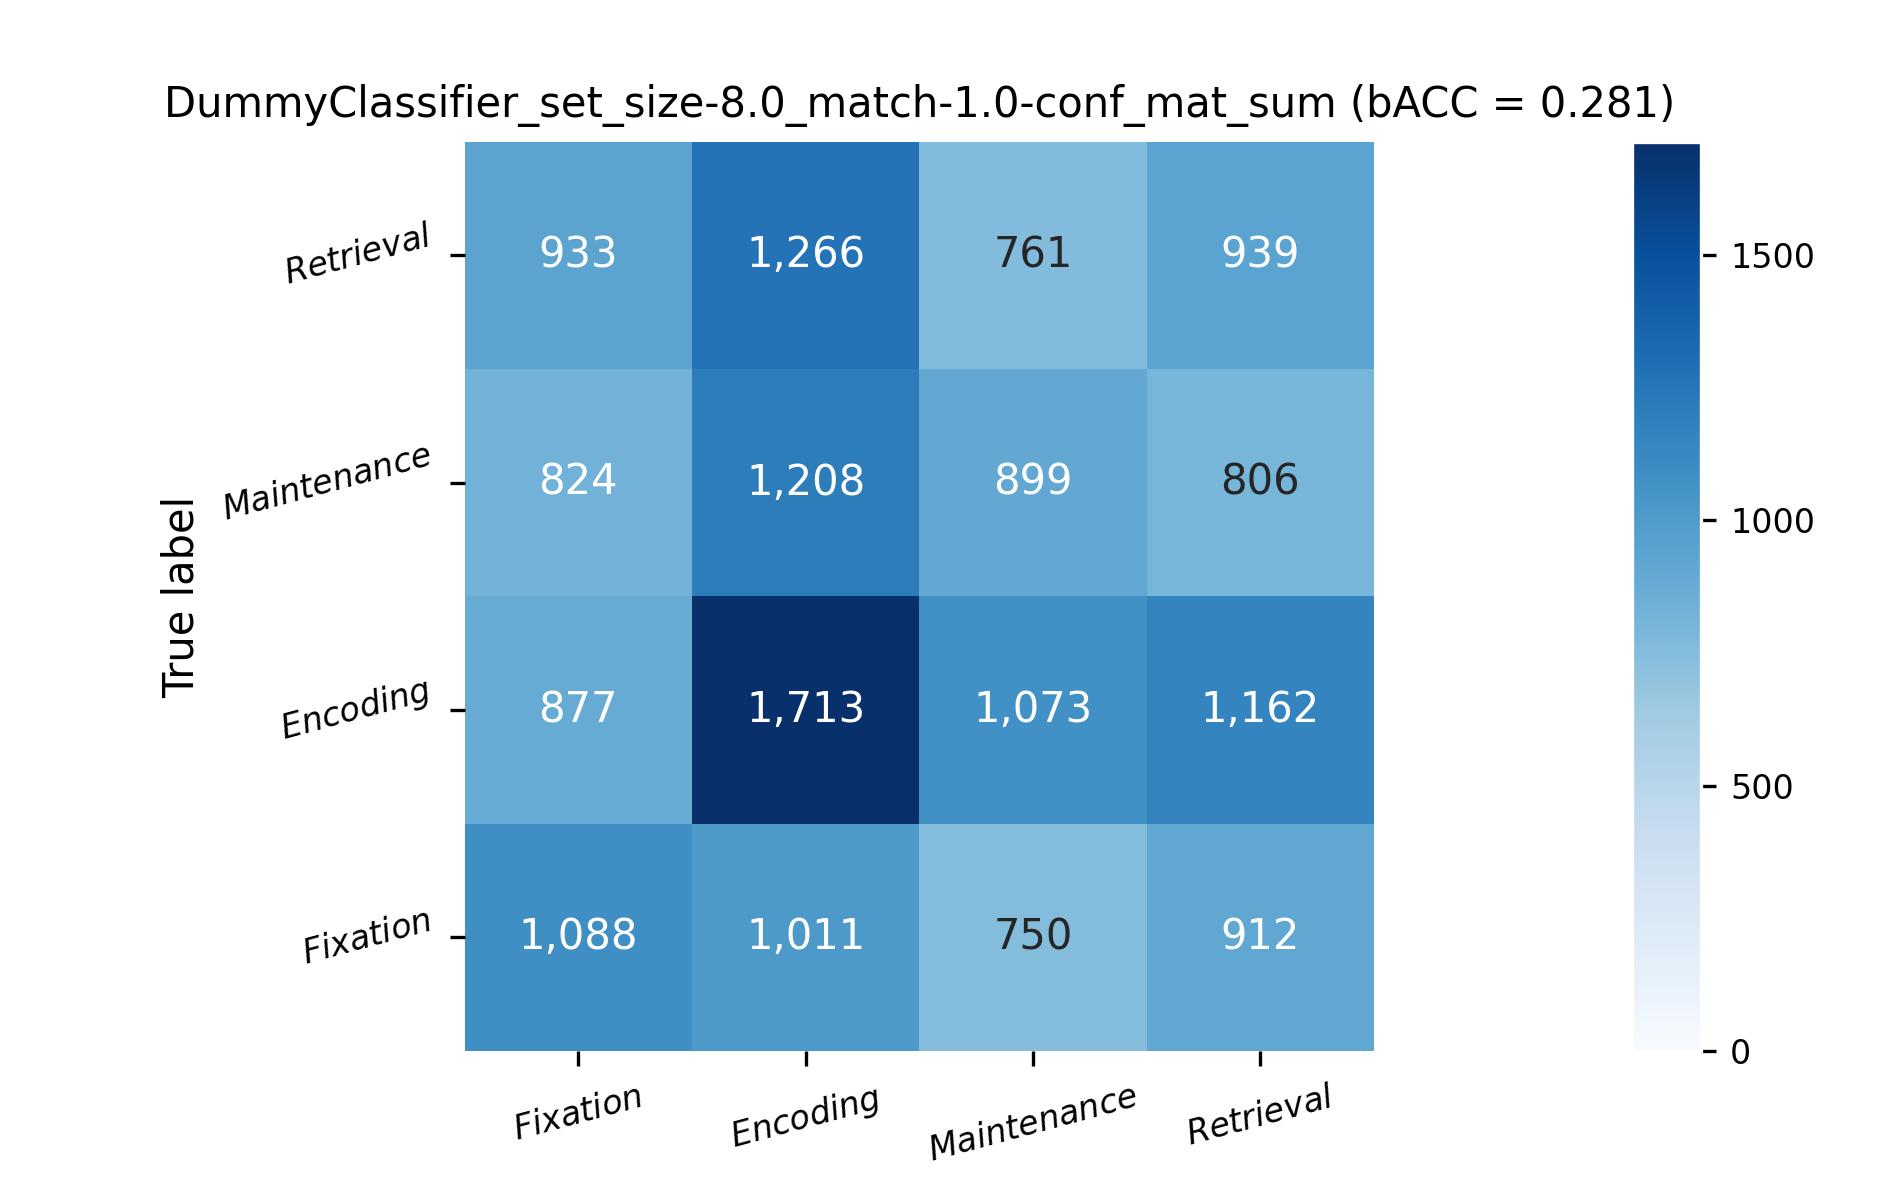 DummyClassifier_set_size-8.0_match-1.0-conf_mat_sum (bACC = 0.281)
True label
Retrieval 933 1,266 761 939
Maintenance 824 1,208 899 806
Encoding 877 1,713 1,073 1,162
Fixation 1,088 1,011 750 912
Fixation Encoding Maintenance Retrieval
1500
1000
500
0